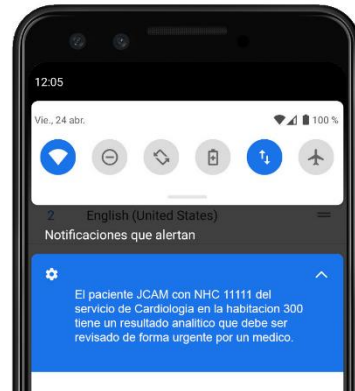 12:05
Vie., 24 abr.
100 %
2 English (United States)
Notificaciones que alertan
El paciente JCAM con NHC 11111 del
servicio de Cardiologia en la habitacion 300
tiene un resultado analitico que debe ser
revisado de forma urgente por un medico.